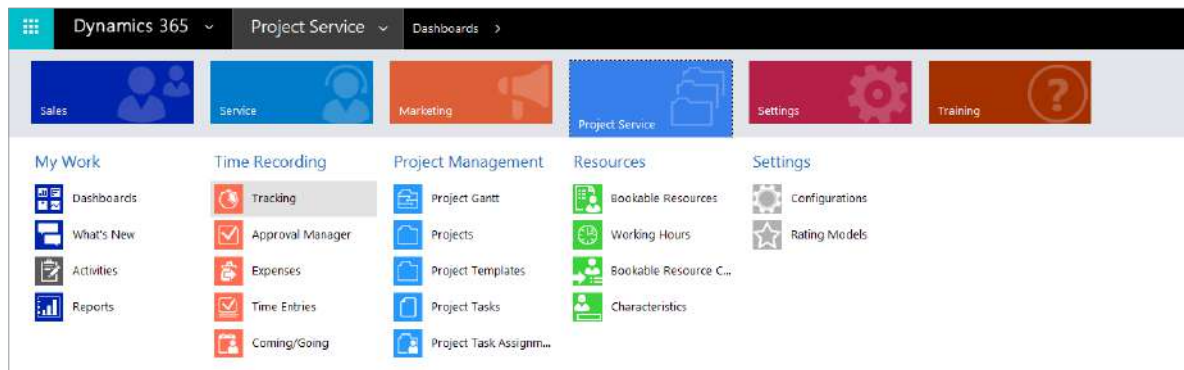 Dynamics 365
Project Service
Dashboards
Sales
Service
Marketing
Project Service
Settings
Training
My Work
Dashboards
What's New
Activities
Reports
Time Recording
Tracking
Approval Manager
Expenses
Time Entries
Coming/Going
Project Management
Project Gantt
Projects
Project Templates
Project Tasks
Project Task Assignm...
Resources
Bookable Resources
Working Hours
Bookable Resource C...
Characteristics
Settings
Configurations
Rating Models